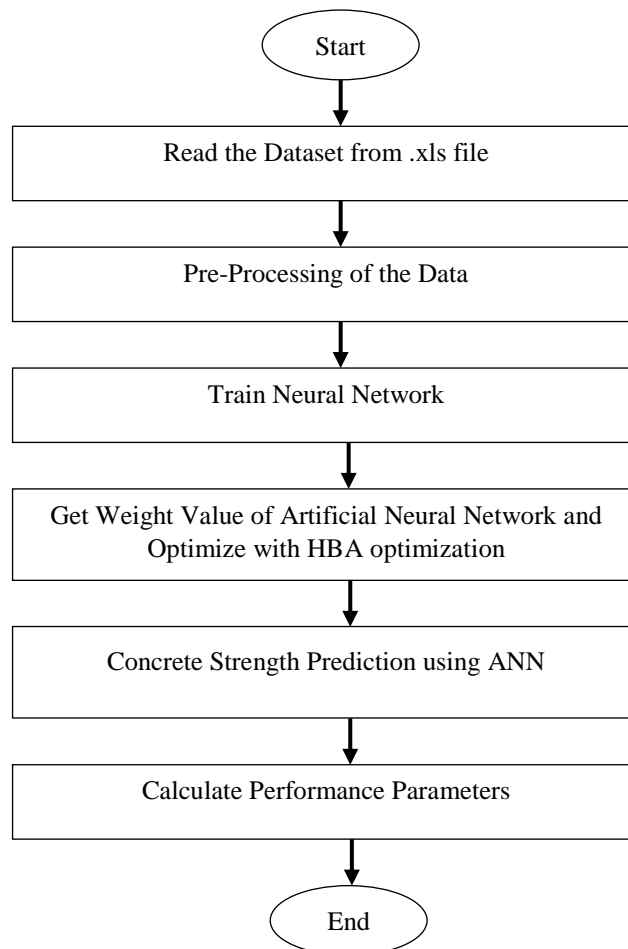 Start
Read the Dataset from .xls file
Pre-Processing of the Data
Train Neural Network
Get Weight Value of Artificial Neural Network and
Optimize with HBA optimization
Concrete Strength Prediction using ANN
Calculate Performance Parameters
End